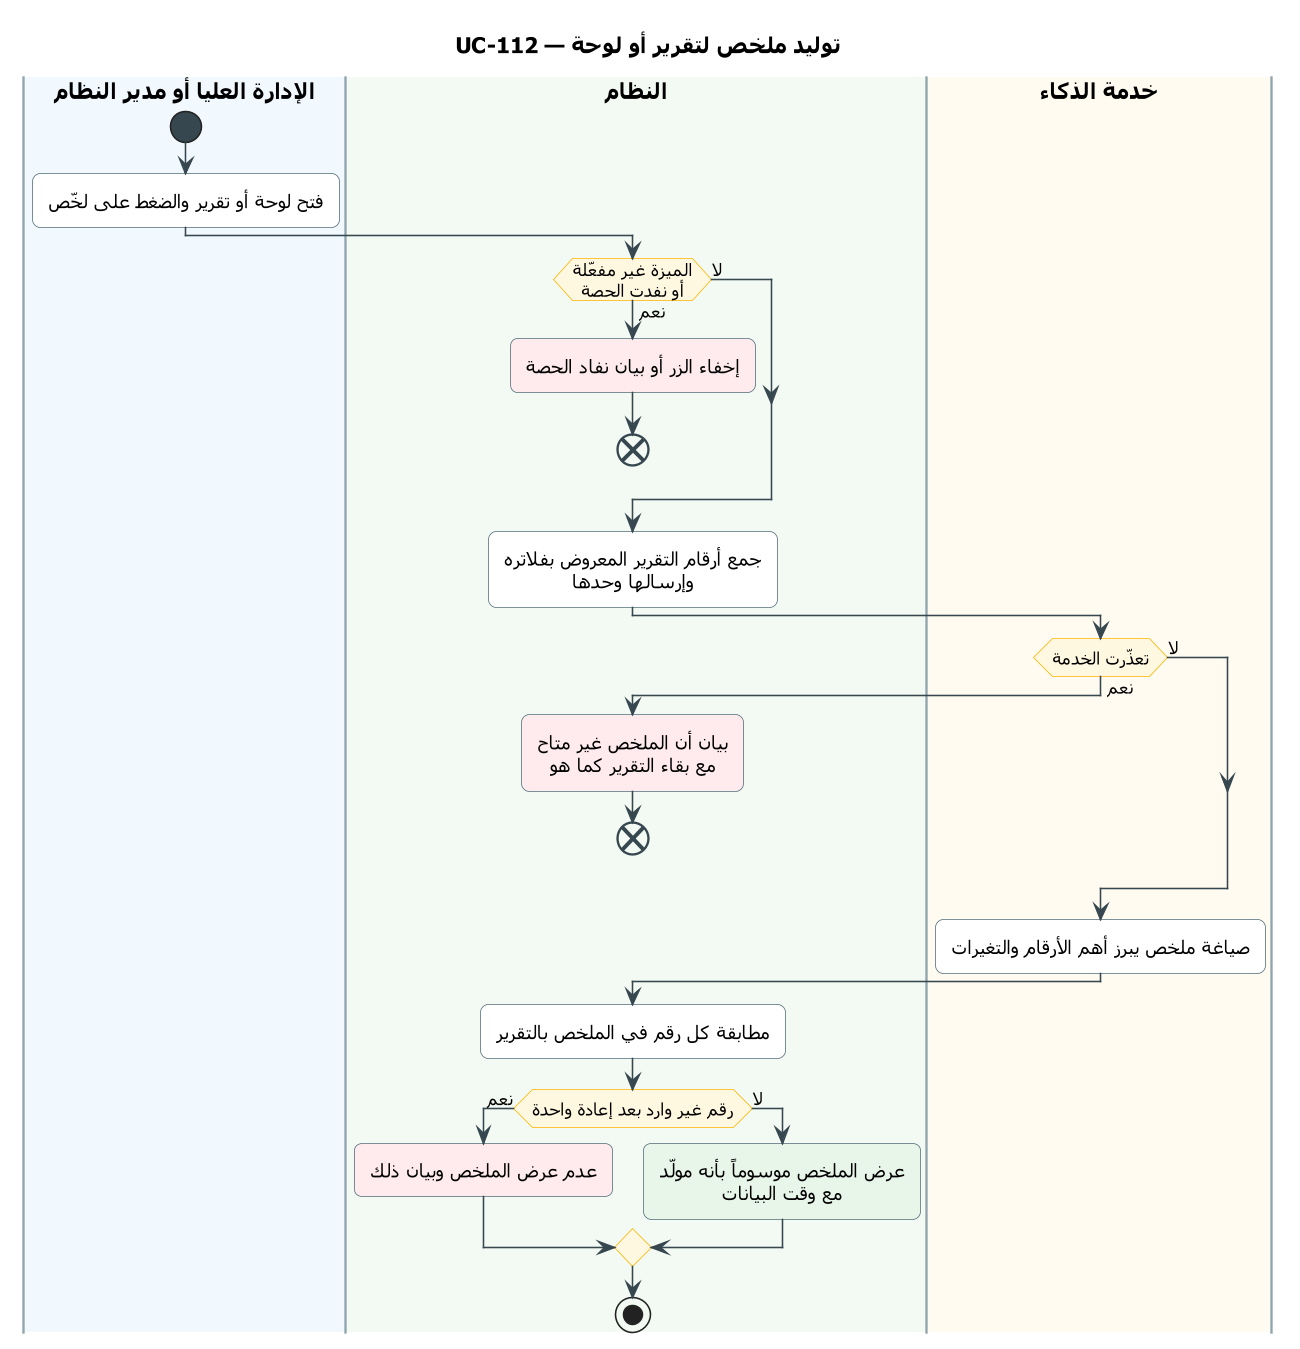 UC-112 — توليد ملخص لتقرير أو لوحة
الإدارة العليا أو مدير النظام
النظام
خدمة الذكاء
فتح لوحة أو تقرير والضغط على لخّص
الميزة غير مفعّلة
أو نفدت الحصة
لا
نعم
إخفاء الزر أو بيان نفاد الحصة
جمع أرقام التقرير المعروض بفلاتره
وإرسالها وحدها
تعذّرت الخدمة
لا
نعم
بيان أن الملخص غير متاح
مع بقاء التقرير كما هو
صياغة ملخص يبرز أهم الأرقام والتغيرات
مطابقة كل رقم في الملخص بالتقرير
رقم غير وارد بعد إعادة واحدة
نعم
لا
عدم عرض الملخص وبيان ذلك
عرض الملخص موسوماً بأنه مولّد
مع وقت البيانات